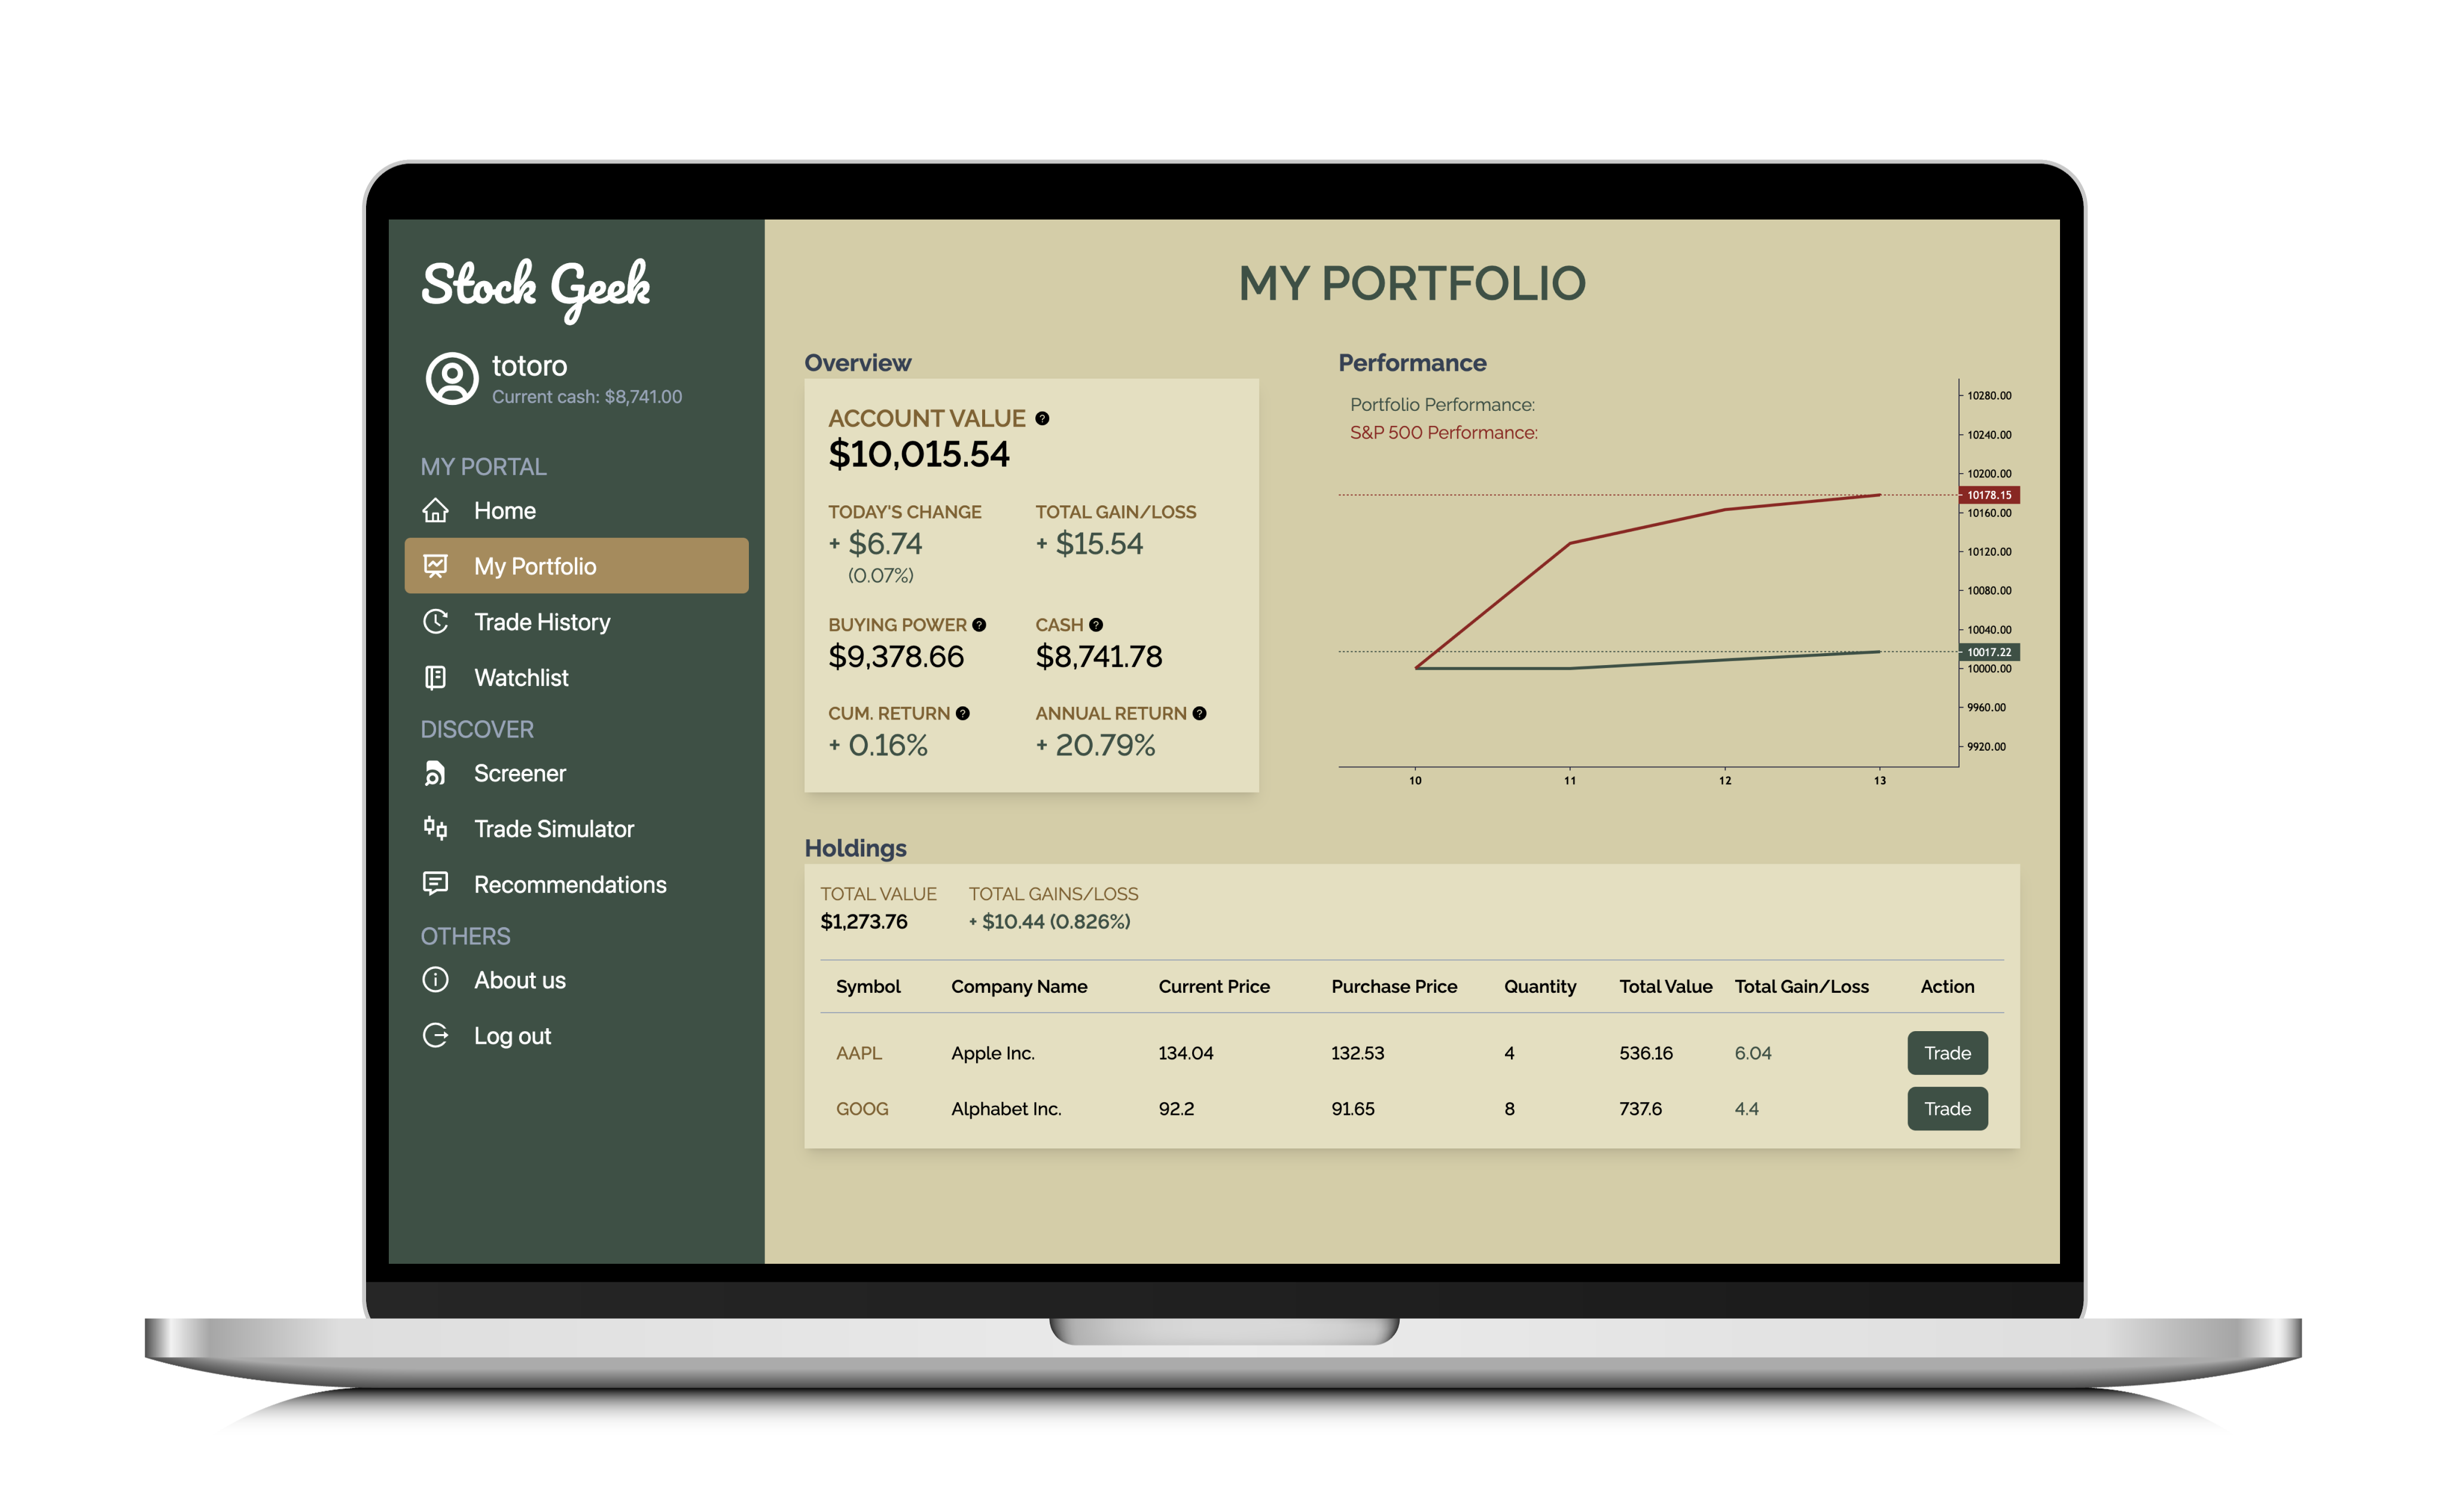 Stock Geek
totoro
Current cash: $8,741.00
MY PORTAL
Home
My Portfolio
Trade History
Watchlist
DISCOVER
Screener
Trade Simulator
Recommendations
OTHERS
About us
Log out
MY PORTFOLIO
Overview
ACCOUNT VALUE ?
$10,015.54
TODAY'S CHANGE TOTAL GAIN/LOSS
+ $6.74 + $15.54
(0.07%)
BUYING POWER ? CASH ?
$9,378.66 $8,741.78
CUM. RETURN ? ANNUAL RETURN ?
+ 0.16% + 20.79%
Performance
Portfolio Performance:
S&P 500 Performance:
10280.00
10240.00
10200.00
10178.15
10160.00
10120.00
10080.00
10040.00
10017.22
10000.00
9960.00
9920.00
10 11 12 13
Holdings
TOTAL VALUE TOTAL GAINS/LOSS
$1,273.76 + $10.44 (0.826%)
Symbol Company Name Current Price Purchase Price Quantity Total Value Total Gain/Loss Action
AAPL Apple Inc. 134.04 132.53 4 536.16 6.04 Trade
GOOG Alphabet Inc. 92.2 91.65 8 737.6 4.4 Trade